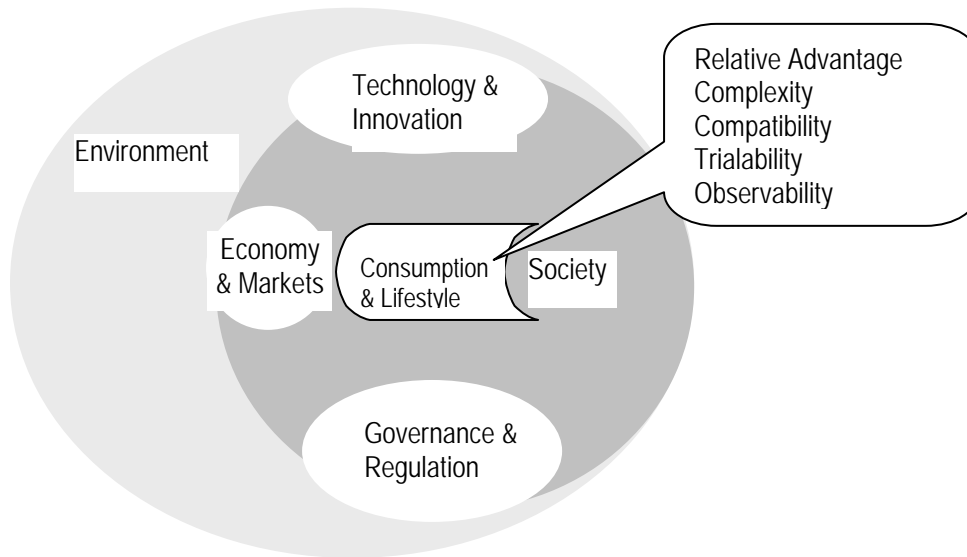 Technology &
Innovation
Environment
Economy
& Markets
Consumption
& Lifestyle
Society
Governance &
Regulation
Relative Advantage
Complexity
Compatibility
Trialability
Observability